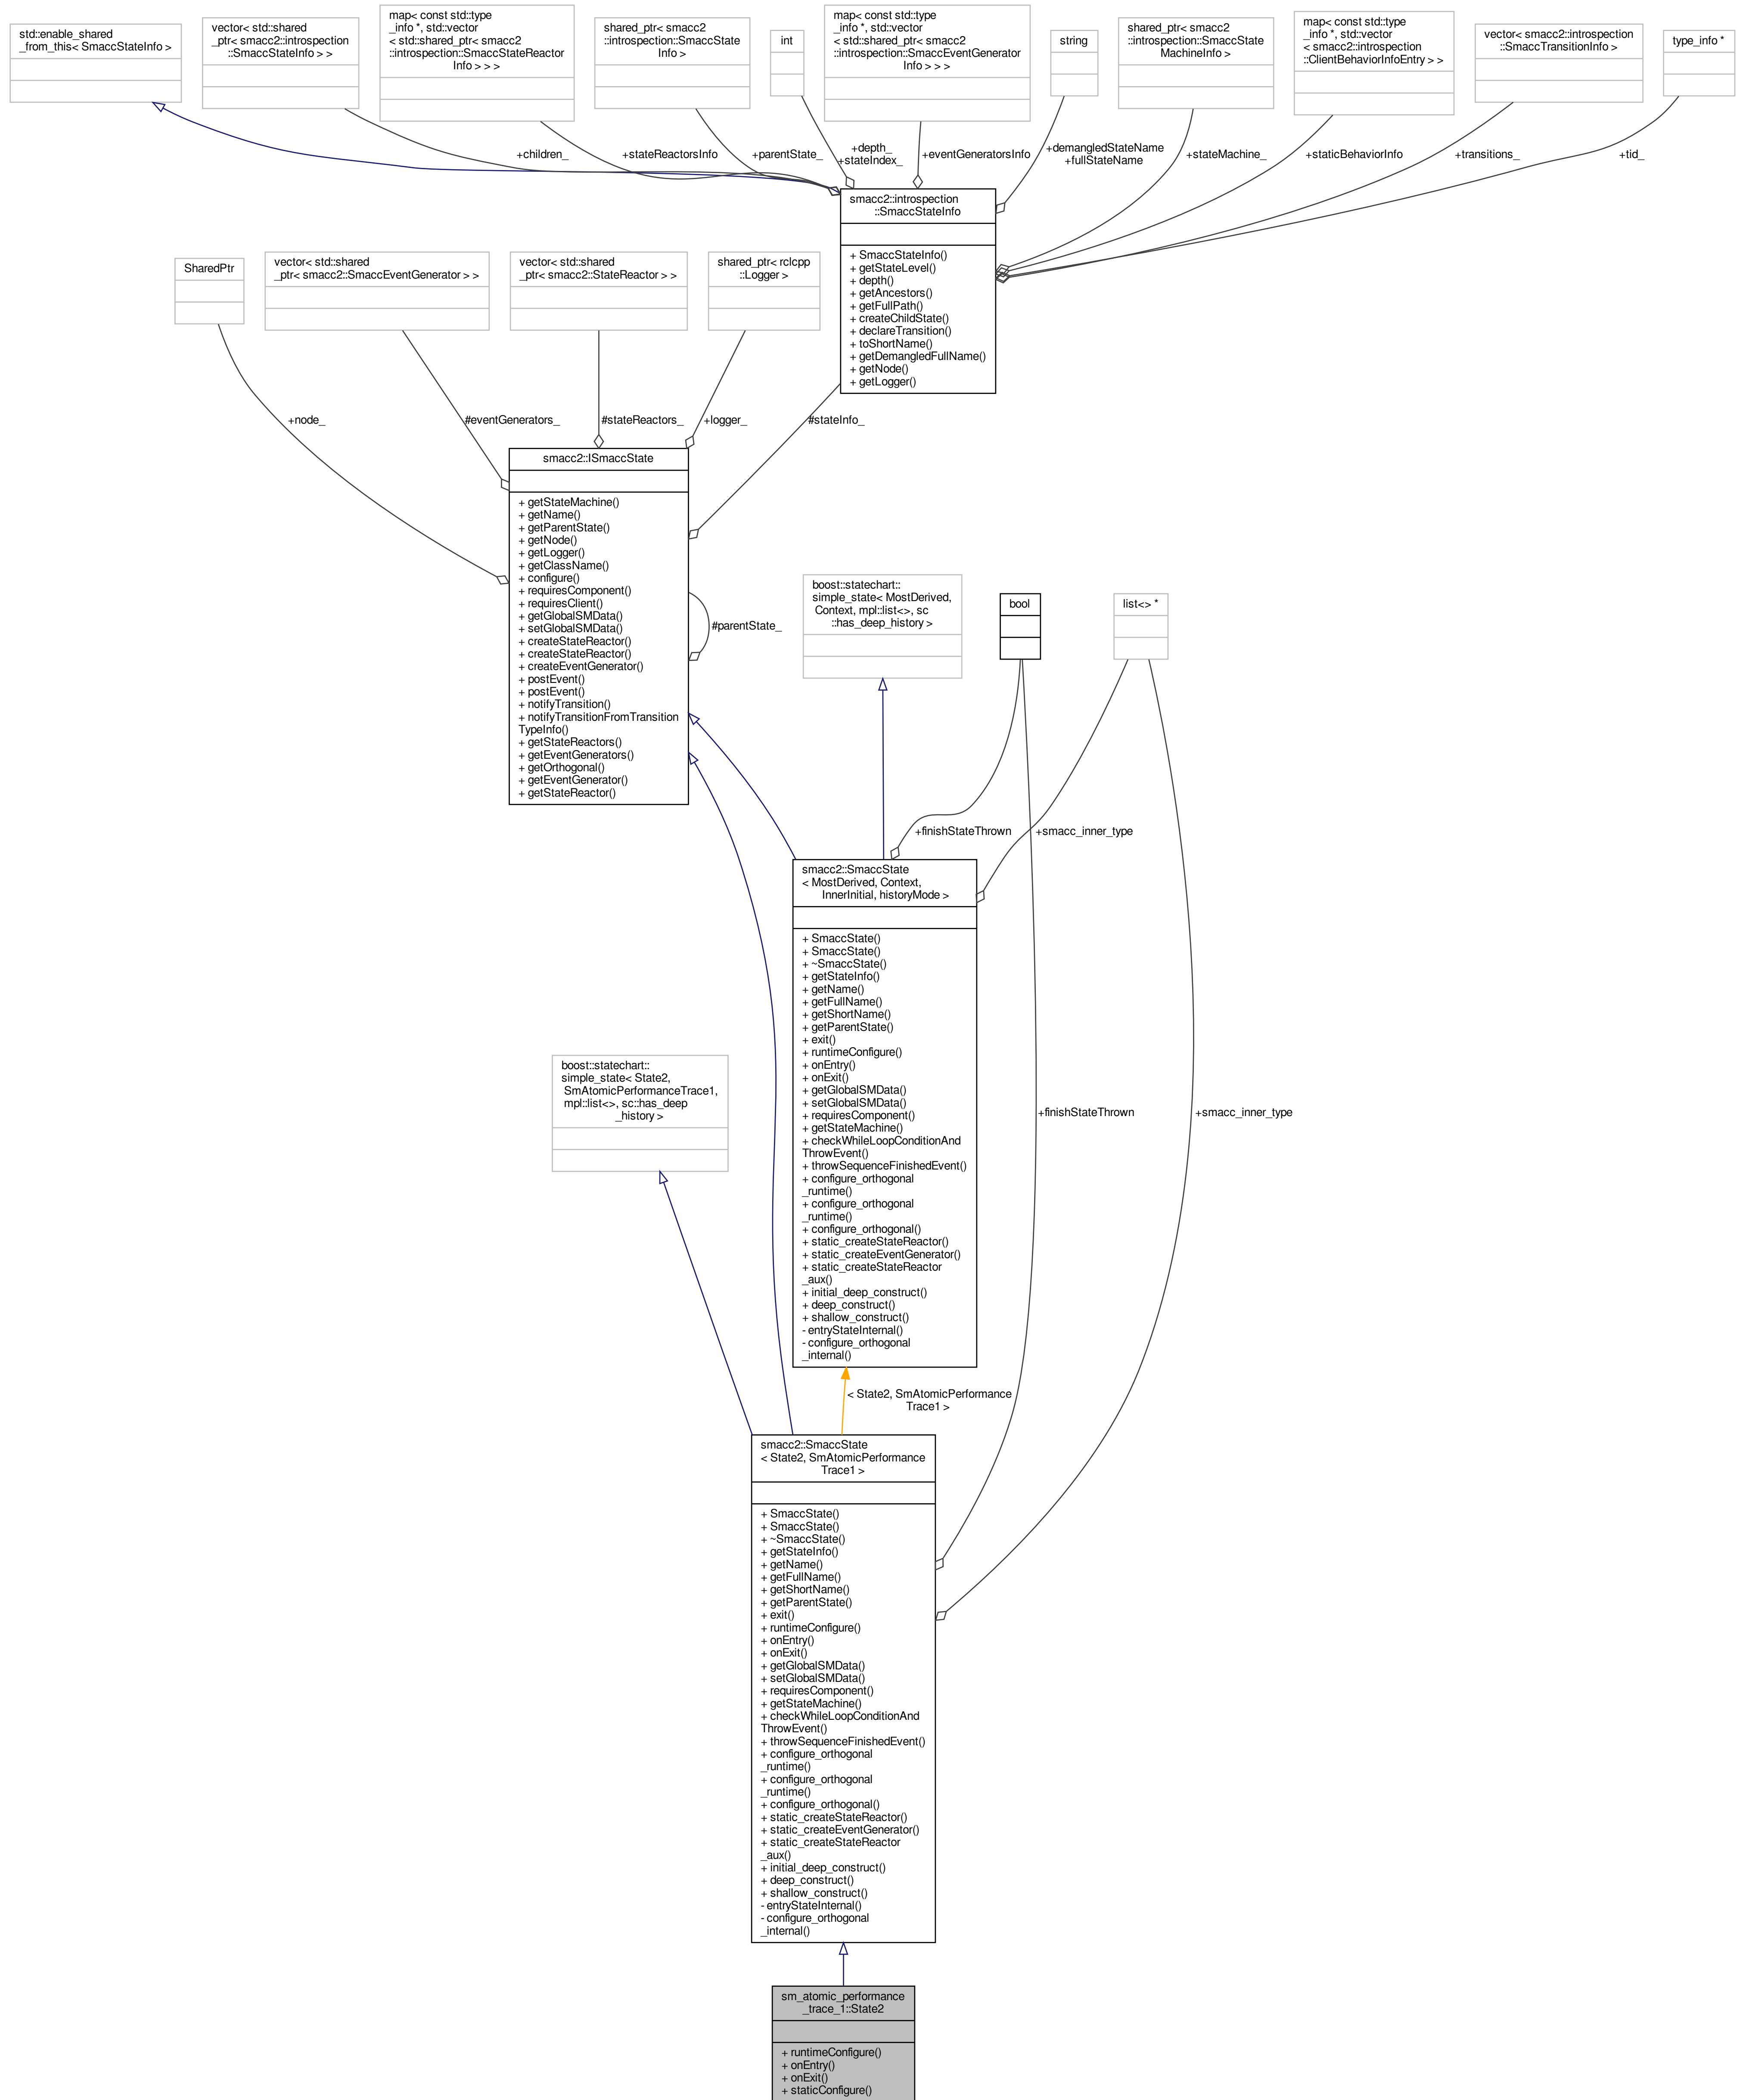 std::enable_shared
_from_this< SmaccStateInfo >
vector< std::shared
_ptr< smacc2::introspection
::SmaccStateInfo > >
map< const std::type
_info *, std::vector
< std::shared_ptr< smacc2
::introspection::SmaccStateReactor
Info > > >
shared_ptr< smacc2
::introspection::SmaccState
Info >
int
map< const std::type
_info *, std::vector
< std::shared_ptr< smacc2
::introspection::SmaccEventGenerator
Info > > >
string
shared_ptr< smacc2
::introspection::SmaccState
MachineInfo >
map< const std::type
_info *, std::vector
< smacc2::introspection
::ClientBehaviorInfoEntry > >
vector< smacc2::introspection
::SmaccTransitionInfo >
type_info *
+children_
+stateReactorsInfo
+parentState_
+depth_
+stateIndex_
+eventGeneratorsInfo
+demangledStateName
+fullStateName
+stateMachine_
+staticBehaviorInfo
+transitions_
+tid_
smacc2::introspection
::SmaccStateInfo
+ SmaccStateInfo()
+ getStateLevel()
+ depth()
+ getAncestors()
+ getFullPath()
+ createChildState()
+ declareTransition()
+ toShortName()
+ getDemangledFullName()
+ getNode()
+ getLogger()
SharedPtr
vector< std::shared
_ptr< smacc2::SmaccEventGenerator > >
vector< std::shared
_ptr< smacc2::StateReactor > >
shared_ptr< rclcpp
::Logger >
+node_
#eventGenerators_
#stateReactors_
+logger_
#stateInfo_
smacc2::ISmaccState
+ getStateMachine()
+ getName()
+ getParentState()
+ getNode()
+ getLogger()
+ getClassName()
+ configure()
+ requiresComponent()
+ requiresClient()
+ getGlobalSMData()
+ setGlobalSMData()
+ createStateReactor()
+ createStateReactor()
+ createEventGenerator()
+ postEvent()
+ postEvent()
+ notifyTransition()
+ notifyTransitionFromTransition
TypeInfo()
+ getStateReactors()
+ getEventGenerators()
+ getOrthogonal()
+ getEventGenerator()
+ getStateReactor()
#parentState_
boost::statechart::
simple_state< MostDerived,
Context, mpl::list<>, sc
::has_deep_history >
bool
list<> *
+finishStateThrown
+smacc_inner_type
smacc2::SmaccState
< MostDerived, Context,
InnerInitial, historyMode >
+ SmaccState()
+ SmaccState()
+ ~SmaccState()
+ getStateInfo()
+ getName()
+ getFullName()
+ getShortName()
+ getParentState()
+ exit()
+ runtimeConfigure()
+ onEntry()
+ onExit()
+ getGlobalSMData()
+ setGlobalSMData()
+ requiresComponent()
+ getStateMachine()
+ checkWhileLoopConditionAnd
ThrowEvent()
+ throwSequenceFinishedEvent()
+ configure_orthogonal
_runtime()
+ configure_orthogonal
_runtime()
+ configure_orthogonal()
+ static_createStateReactor()
+ static_createEventGenerator()
+ static_createStateReactor
_aux()
+ initial_deep_construct()
+ deep_construct()
+ shallow_construct()
- entryStateInternal()
- configure_orthogonal
_internal()
boost::statechart::
simple_state< State2,
SmAtomicPerformanceTrace1,
mpl::list<>, sc::has_deep
_history >
+finishStateThrown
+smacc_inner_type
< State2, SmAtomicPerformance
Trace1 >
smacc2::SmaccState
< State2, SmAtomicPerformance
Trace1 >
+ SmaccState()
+ SmaccState()
+ ~SmaccState()
+ getStateInfo()
+ getName()
+ getFullName()
+ getShortName()
+ getParentState()
+ exit()
+ runtimeConfigure()
+ onEntry()
+ onExit()
+ getGlobalSMData()
+ setGlobalSMData()
+ requiresComponent()
+ getStateMachine()
+ checkWhileLoopConditionAnd
ThrowEvent()
+ throwSequenceFinishedEvent()
+ configure_orthogonal
_runtime()
+ configure_orthogonal
_runtime()
+ configure_orthogonal()
+ static_createStateReactor()
+ static_createEventGenerator()
+ static_createStateReactor
_aux()
+ initial_deep_construct()
+ deep_construct()
+ shallow_construct()
- entryStateInternal()
- configure_orthogonal
_internal()
sm_atomic_performance
_trace_1::State2
+ runtimeConfigure()
+ onEntry()
+ onExit()
+ staticConfigure()